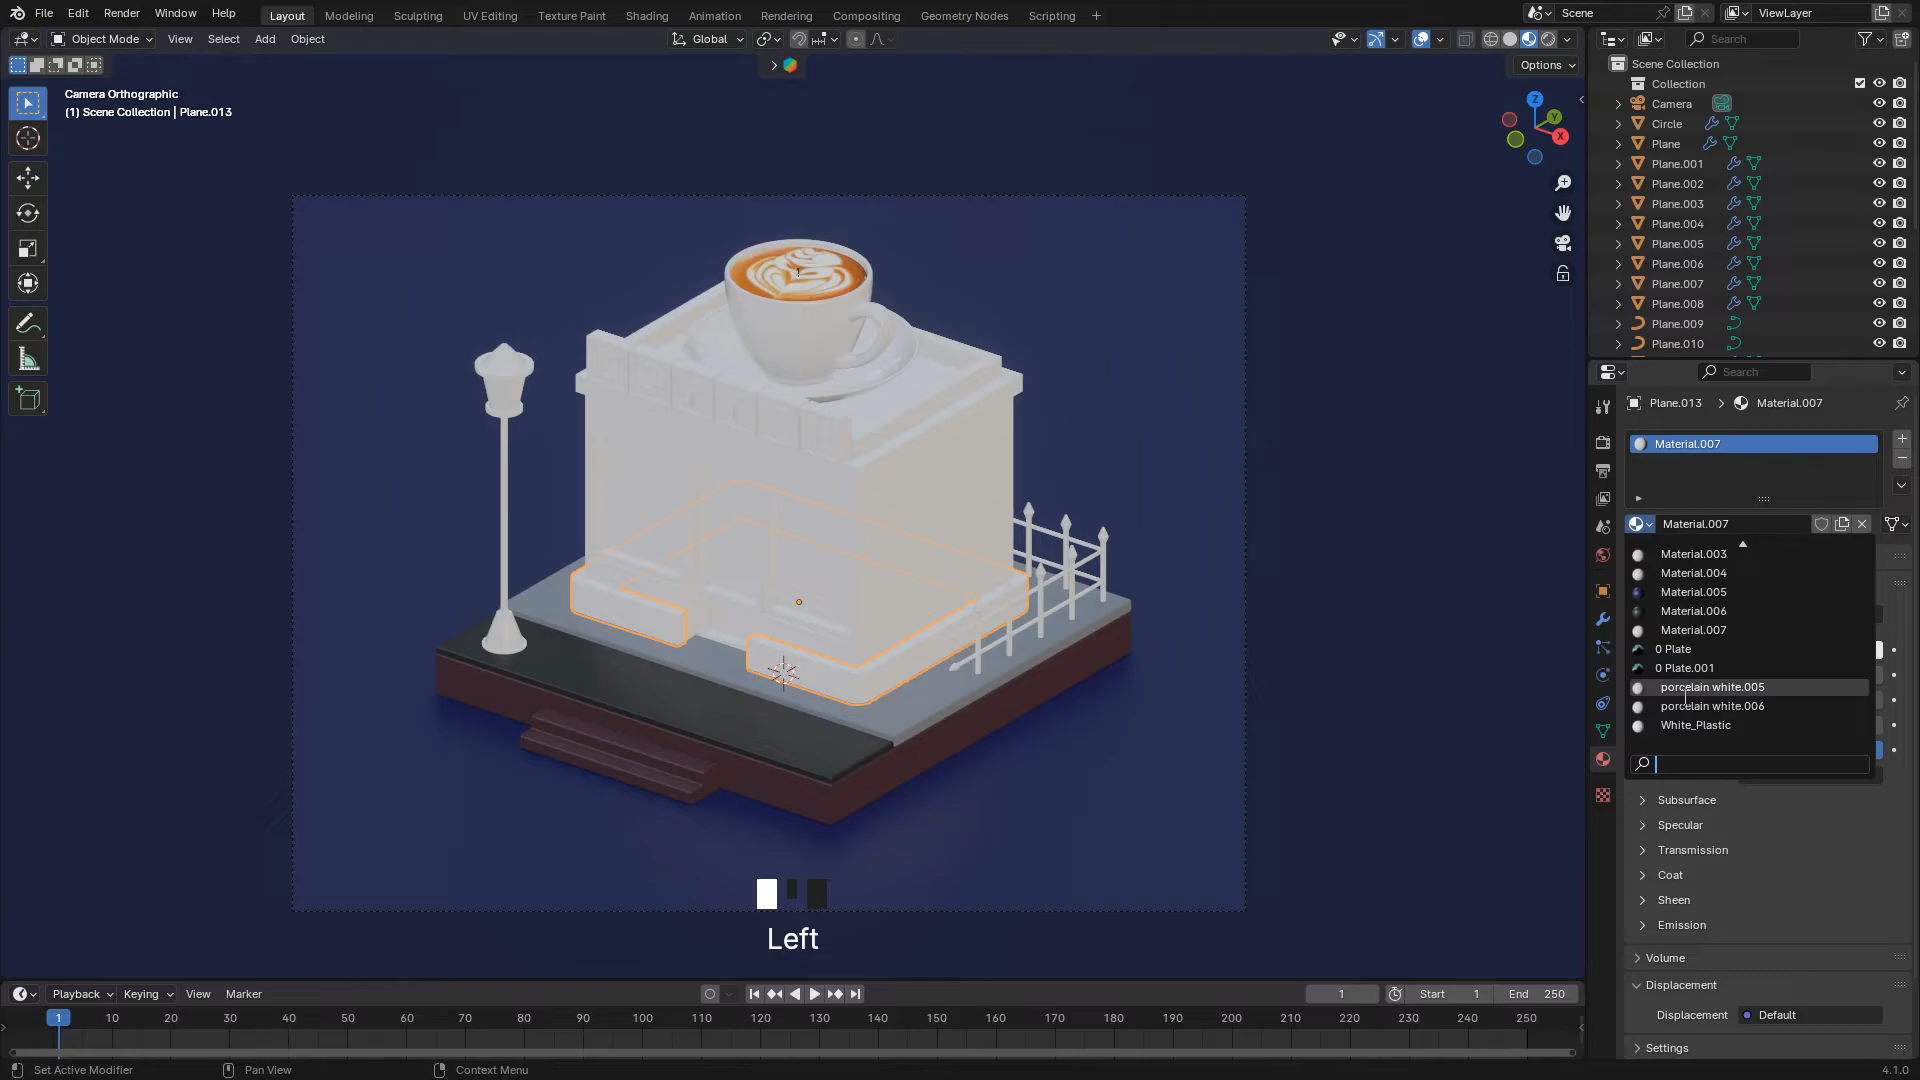 File Edit Render Window Help
Layout Modeling Sculpting UV Editing Texture Paint Shading Animation Rendering Compositing Geometry Nodes Scripting +
Scene
ViewLayer
Object Mode View Select Add Object
Global
Options
Search
Camera Orthographic
(1) Scene Collection | Plane.013
Z
Y
X
Scene Collection
Collection
Camera
Circle
Plane
Plane.001
Plane.002
Plane.003
Plane.004
Plane.005
Plane.006
Plane.007
Plane.008
Plane.009
Plane.010
Search
Plane.013 Material.007
Material.007
Material.007
Material.003
Material.004
Material.005
Material.006
Material.007
0 Plate
0 Plate.001
porcelain white.005
porcelain white.006
White_Plastic
Subsurface
Specular
Transmission
Coat
Sheen
Emission
Volume
Displacement
Displacement Default
Settings
Left
Playback Keying View Marker
1 Start 1 End 250
1 10 20 30 40 50 60 70 80 90 100 110 120 130 140 150 160 170 180 190 200 210 220 230 240 250
Set Active Modifier Pan View Context Menu 4.1.0